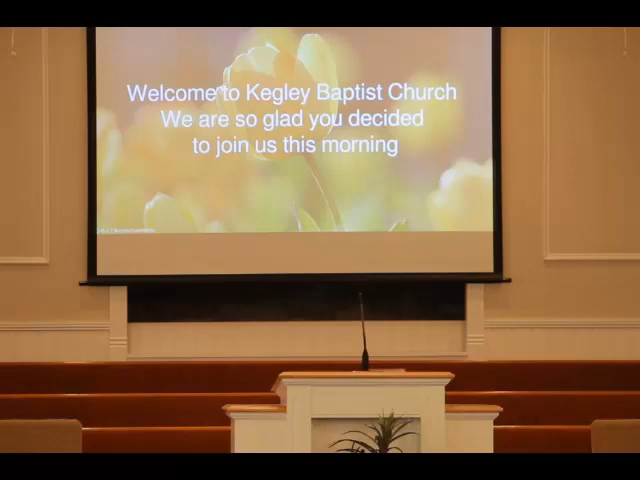 Welcome to Kegley Baptist Church
We are so glad you decided
to join us this morning